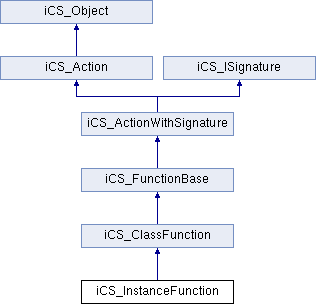 iCS_Object
iCS_Action
iCS_ISignature
iCS_ActionWithSignature
iCS_FunctionBase
iCS_ClassFunction
iCS_InstanceFunction